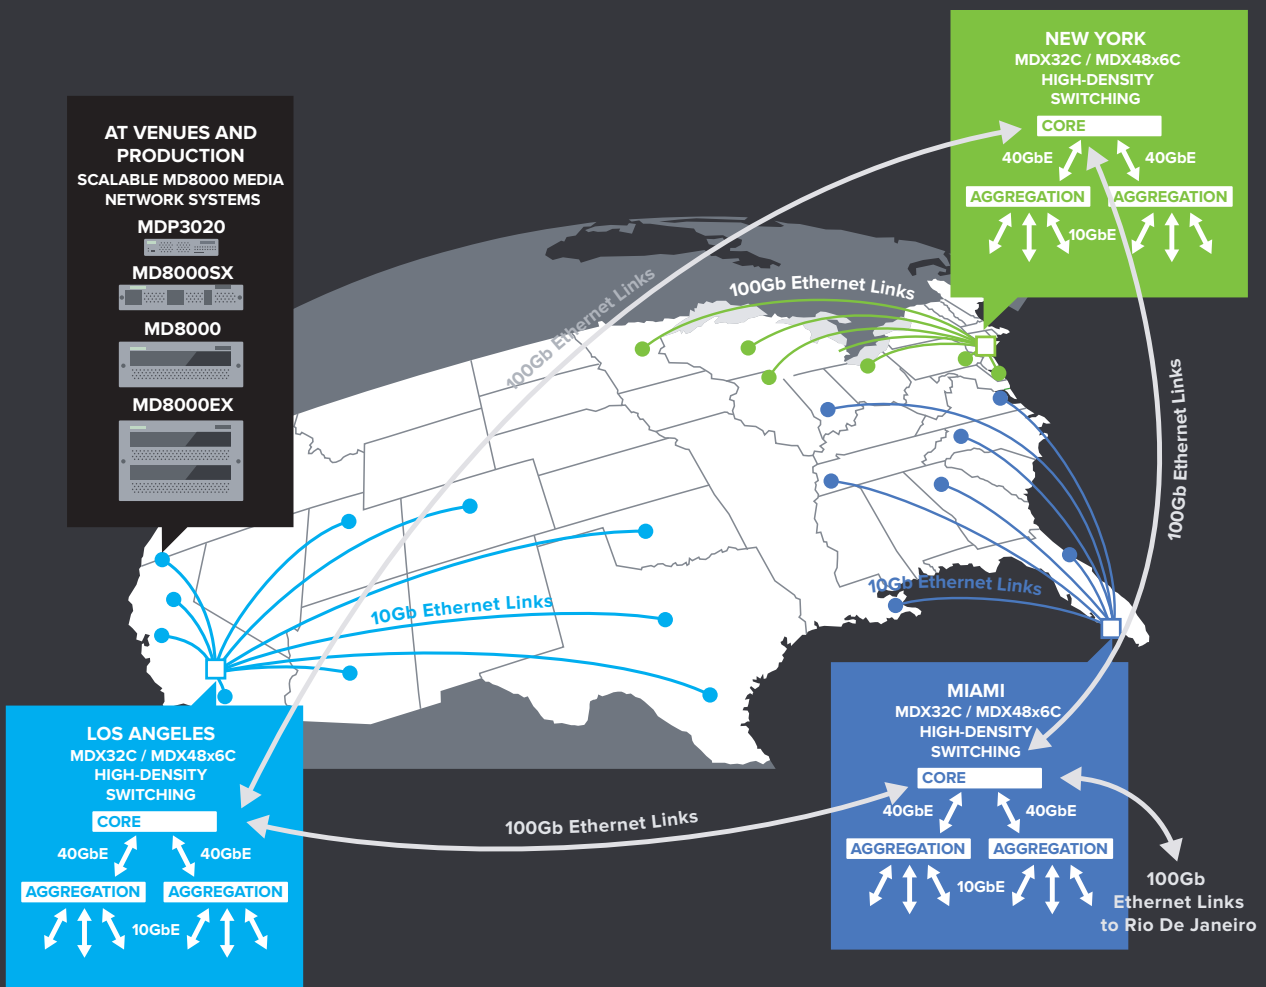 NEW YORK
MDX32C / MDX48x6C
HIGH-DENSITY
SWITCHING
CORE
40GbE
40GbE
AGGREGATION
AGGREGATION
10GbE
AT VENUES AND
PRODUCTION
SCALABLE MD8000 MEDIA
NETWORK SYSTEMS
MDP3020
MD8000SX
MD8000
MD8000EX
100Gb Ethernet Links
100Gb Ethernet Links
100Gb Ethernet Links
10Gb Ethernet Links
10Gb Ethernet Links
LOS ANGELES
MDX32C / MDX48x6C
HIGH-DENSITY
SWITCHING
CORE
40GbE
40GbE
AGGREGATION
AGGREGATION
10GbE
100Gb Ethernet Links
MIAMI
MDX32C / MDX48x6C
HIGH-DENSITY
SWITCHING
CORE
40GbE
40GbE
AGGREGATION
AGGREGATION
10GbE
100Gb
Ethernet Links
to Rio De Janeiro